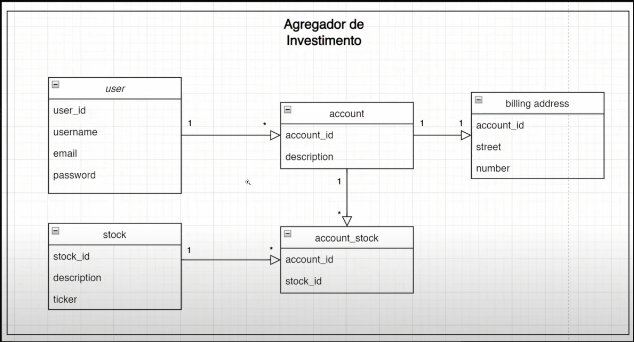 Agregador de
Investimento
user
user_id
username
email
password
1
*
account
account_id
description
1
1
billing address
account_id
street
number
1
*
stock
stock_id
description
ticker
1
*
account_stock
account_id
stock_id